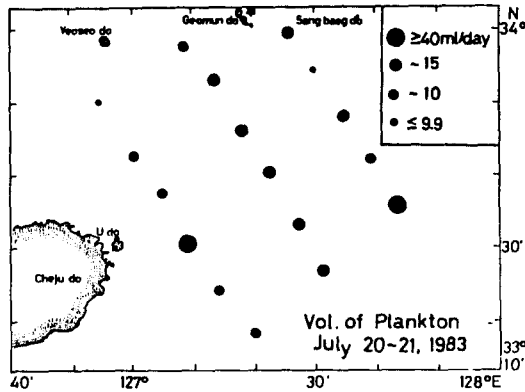 Yeoseo do
Geomun do
Sang baeg do
N
34°
≥40ml/day
~15
~10
≤9.9
U do
Cheju do
30'
Vol. of Plankton
July 20~21, 1983
33°
10'
40'
127°
30'
128°E